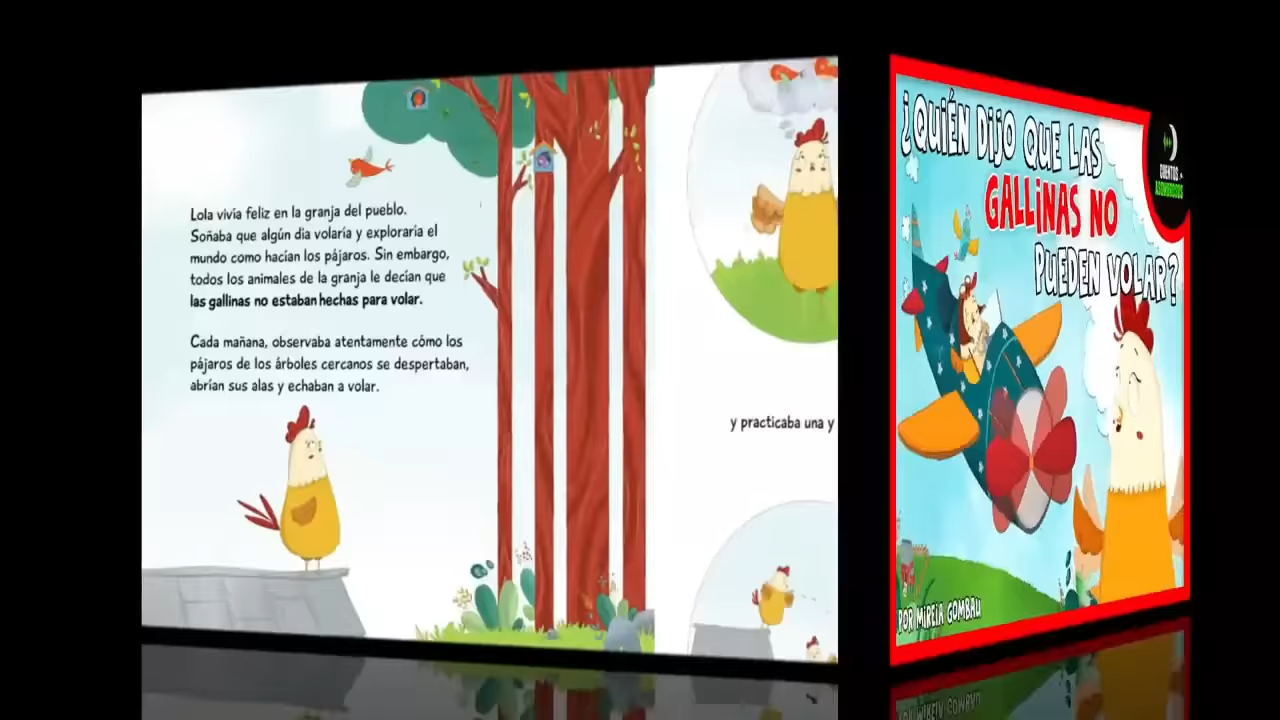 Lola vivía feliz en la granja del pueblo.
Soñaba que algún día volaría y exploraría el
mundo como hacían los pájaros. Sin embargo,
todos los animales de la granja le decían que
las gallinas no estaban hechas para volar.
Cada mañana, observaba atentamente cómo los
pájaros de los árboles cercanos se despertaban,
abrían sus alas y echaban a volar.
y practicaba una y
¿QUIÉN DIJO QUE LAS
GALLINAS NO
PUEDEN VOLAR?
CUENTOS
ASOMBROSOS
POR MIREIA GOMBAU